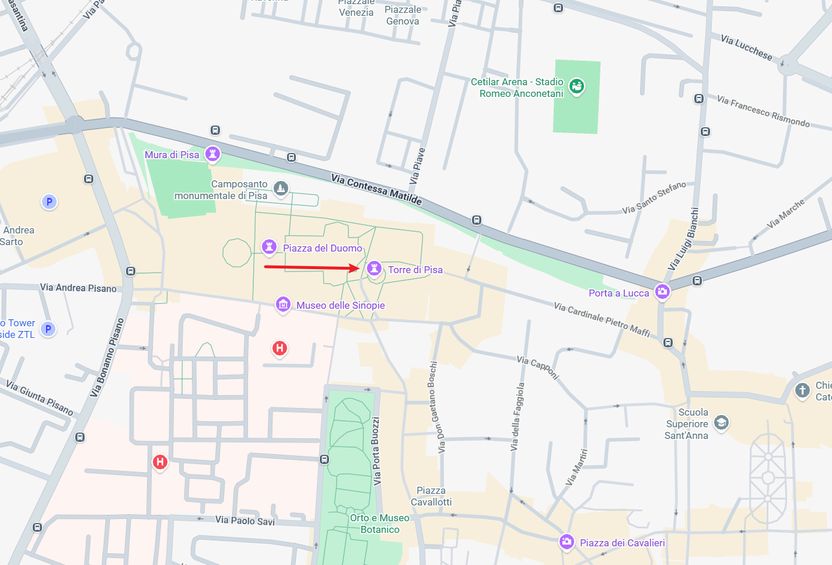 asantina
Via Pa
Piazzale
Venezia
Piazzale
Genova
Via Pia
Via Lucchese
Cetilar Arena - Stadio
Romeo Anconetani
Via Francesco Rismondo
Mura di Pisa
Via Piave
Camposanto
monumentale di Pisa
Via Contessa Matilde
Via Santo Stefano
Via Marche
P
Andrea
Sarto
Piazza del Duomo
Via Luigi Bianchi
Torre di Pisa
Via Andrea Pisano
Porta a Lucca
Museo delle Sinopie
Via Cardinale Pietro Maffi
o Tower
side ZTL
P
Via Bonanno Pisano
H
Via Capponi
Via Giunta Pisano
Via Don Gaetano Boschi
Via della Faggiola
Chie
Cate
Scuola
Superiore
Sant'Anna
Via Porta Buozzi
H
Via Martiri
Piazza
Cavallotti
Via Paolo Savi
Orto e Museo
Botanico
Piazza dei Cavalieri